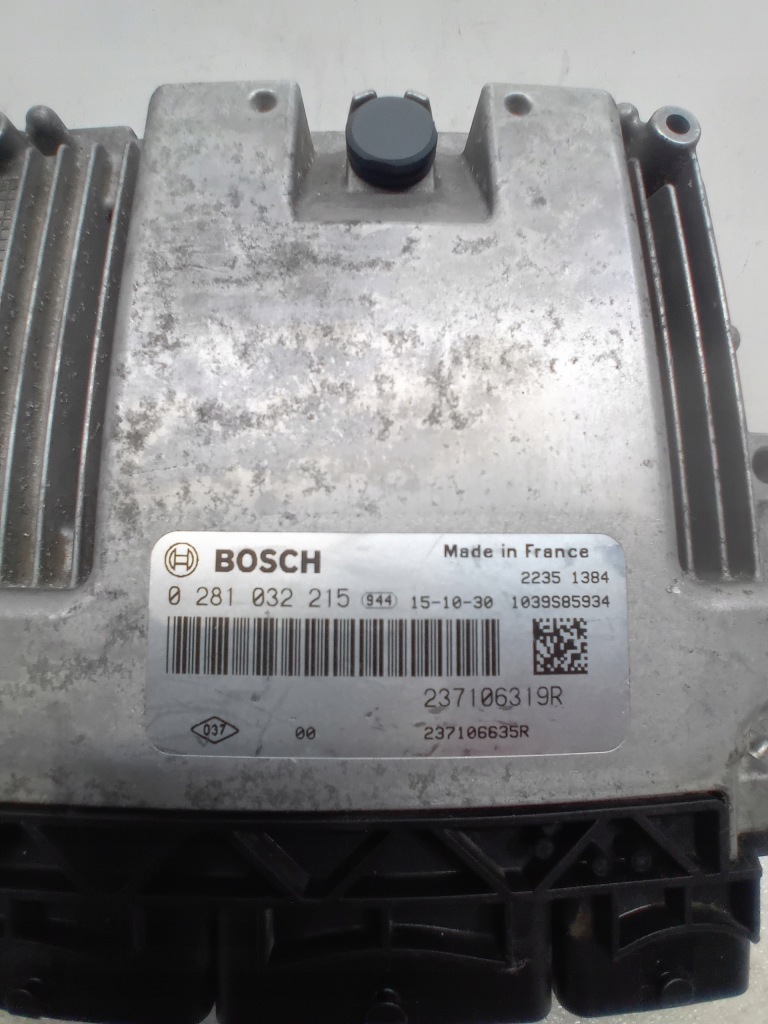 BOSCH Made in France
2235 1384
0 281 032 215 944 15-10-30 1039S85934
237106319R
037 00 237106635R